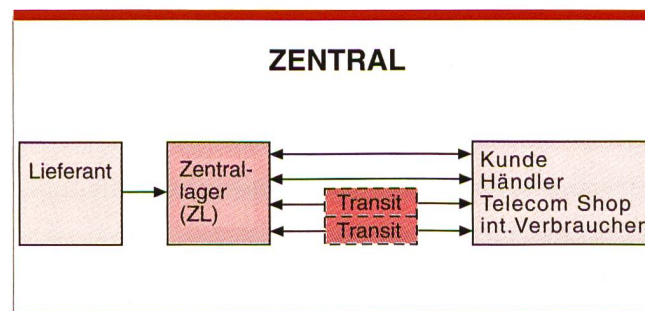 ZENTRAL
Lieferant
Zentral-
lager
(ZL)
Transit
Transit
Kunde
Händler
Telecom Shop
int.Verbraucher